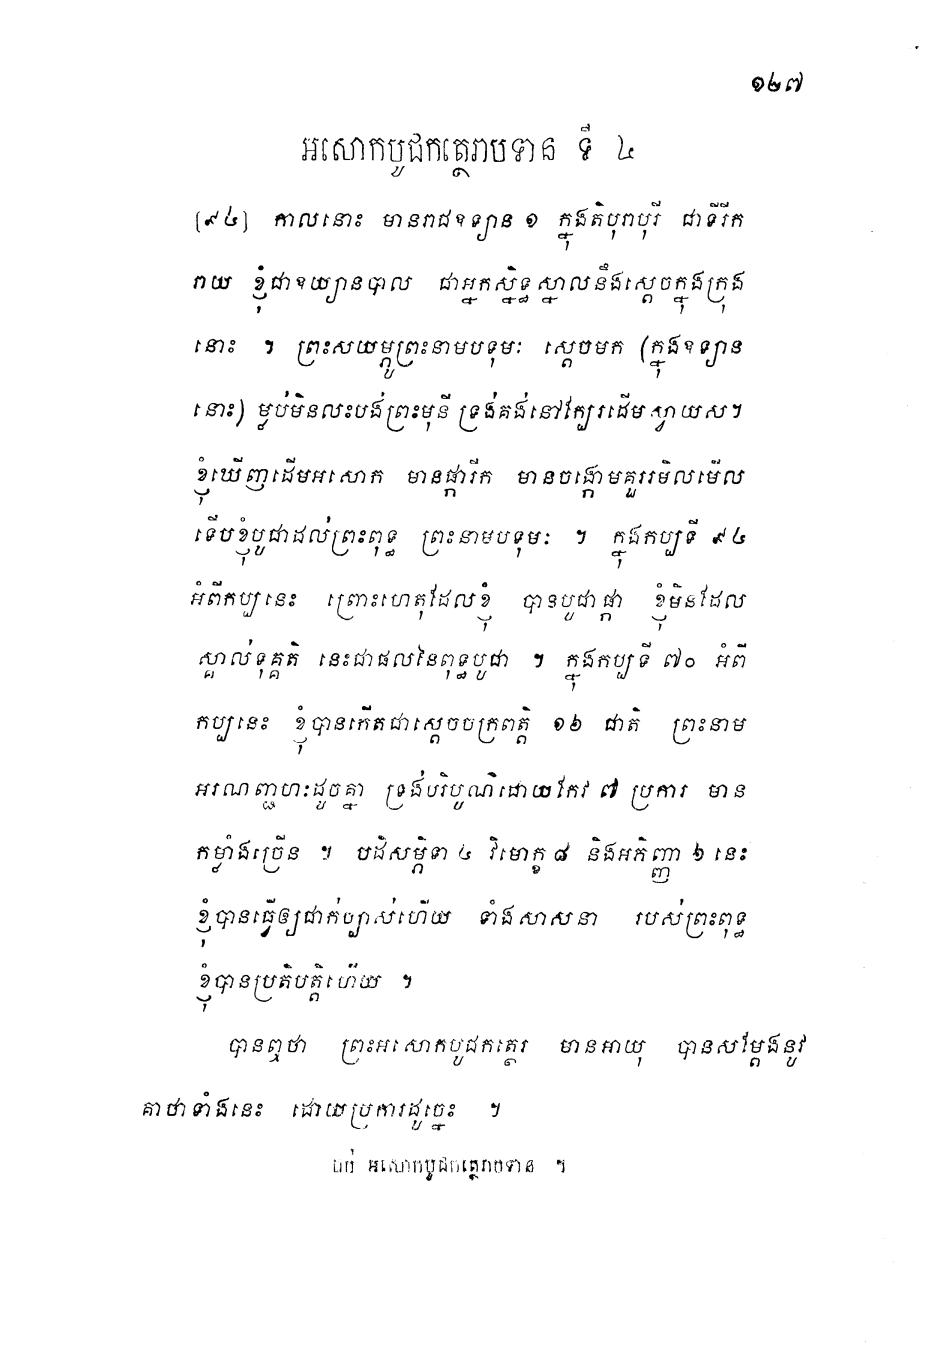 ១២៧
អសោកបូជកត្ថេរាបទាន ទី ៤
[៩៤] កាលនោះ មានរាជឧទ្យាន ១ ក្នុងតិបុរាបុរី ជាទីរីក
រាយ ខ្ញុំជាឧយ្យានបាល ជាអ្នកស្និទ្ធស្នាលនឹងស្តេចក្នុងក្រុង
នោះ ។ ព្រះសយម្ភូព្រះនាមបទុមៈ ស្តេចមក (ក្នុងឧទ្យាន
នោះ) ម្លប់មិនលះបង់ព្រះមុនី ទ្រង់គង់នៅក្បែរដើមស្វាយស។
ខ្ញុំឃើញដើមអសោក មានផ្ការីក មានចង្កោមគួររមិលមើល
ទើបខ្ញុំបូជាដល់ព្រះពុទ្ធ ព្រះនាមបទុមៈ ។ ក្នុងកប្បទី ៩៤
អំពីកប្បនេះ ព្រោះហេតុដែលខ្ញុំ បានបូជាផ្កា ខ្ញុំមិនដែល
ស្គាល់ទុគ្គតិ នេះជាផលនៃពុទ្ធបូជា ។ ក្នុងកប្បទី ៧០ អំពី
កប្បនេះ ខ្ញុំបានកើតជាស្តេចចក្រពត្តិ ១៦ ជាតិ ព្រះនាម
អរណញ្ជហៈដូចគ្នា ទ្រង់បរិបូណ៌ដោយកែវ ៧ ប្រការ មាន
កម្លាំងច្រើន ។ បដិសម្ភិទា ៤ វិមោក្ខ ៨ និងអភិញ្ញា ៦ នេះ
ខ្ញុំបានធ្វើឲ្យជាក់ច្បាស់ហើយ ទាំងសាសនា របស់ព្រះពុទ្ធ
ខ្ញុំបានប្រតិបត្តិហើយ ។
បានឮថា ព្រះអសោកបូជកត្ថេរ មានអាយុ បានសម្តែងនូវ
គាថាទាំងនេះ ដោយប្រការដូច្នេះ ។
ចប់ អសោកបូជកត្ថេរាបទាន ។